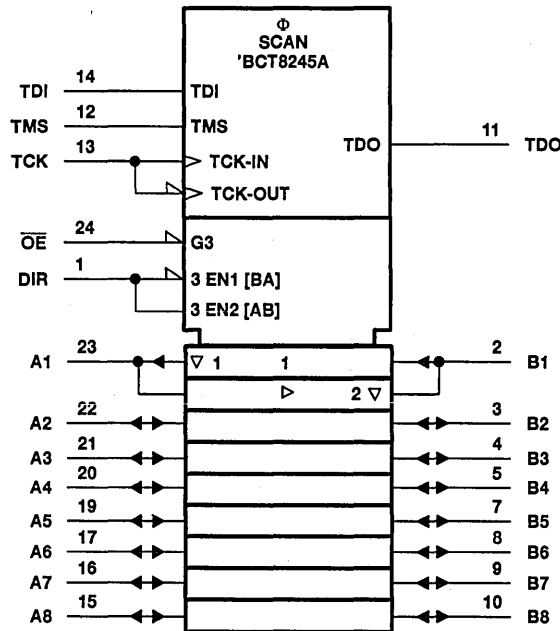 Φ
SCAN
'BCT8245A
TDI 14 TDI
TMS 12 TMS
TDO 11 TDO
TCK 13 TCK-IN
TCK-OUT
OE 24 G3
DIR 1 3 EN1 [BA]
3 EN2 [AB]
A1 23 ▽ 1 1 2 B1
▷ 2 ▽
A2 22 3 B2
A3 21 4 B3
A4 20 5 B4
A5 19 7 B5
A6 17 8 B6
A7 16 9 B7
A8 15 10 B8